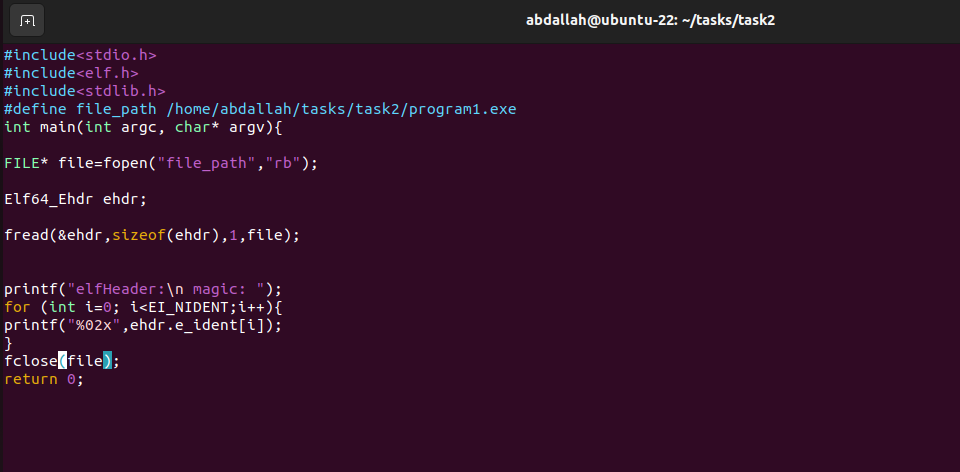 abdallah@ubuntu-22: ~/tasks/task2
#include<stdio.h>
#include<elf.h>
#include<stdlib.h>
#define file_path /home/abdallah/tasks/task2/program1.exe
int main(int argc, char* argv){
FILE* file=fopen("file_path","rb");
Elf64_Ehdr ehdr;
fread(&ehdr,sizeof(ehdr),1,file);
printf("elfHeader:\n magic: ");
for (int i=0; i<EI_NIDENT;i++){
printf("%02x",ehdr.e_ident[i]);
}
fclose(file);
return 0;